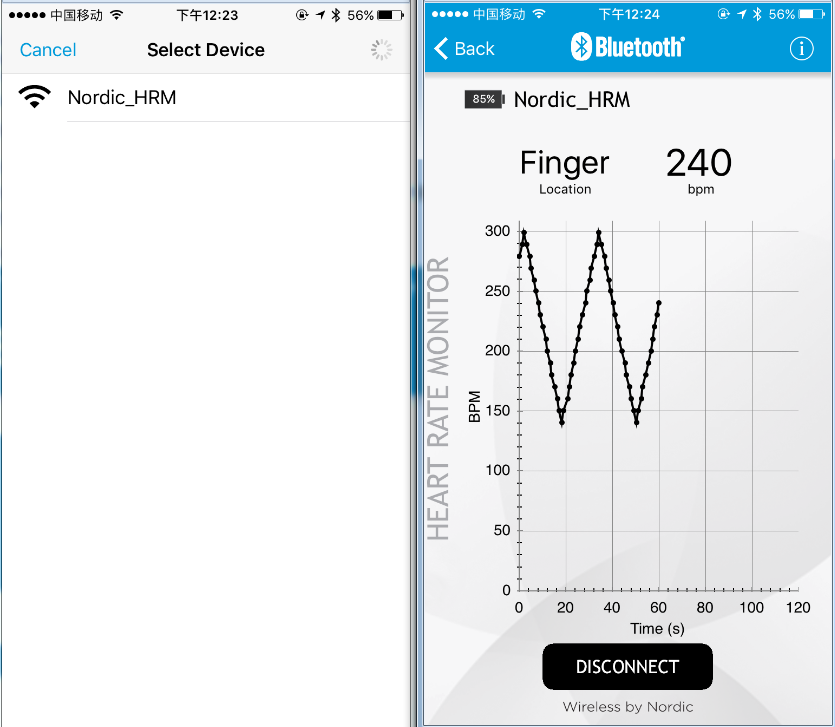 中国移动 下午12:23 56%
Cancel Select Device
Nordic_HRM
中国移动 下午12:24 56%
Back Bluetooth i
85% Nordic_HRM
Finger 240
Location bpm
HEART RATE MONITOR
BPM
300
250
200
150
100
50
0
0 20 40 60 80 100 120
Time (s)
DISCONNECT
Wireless by Nordic